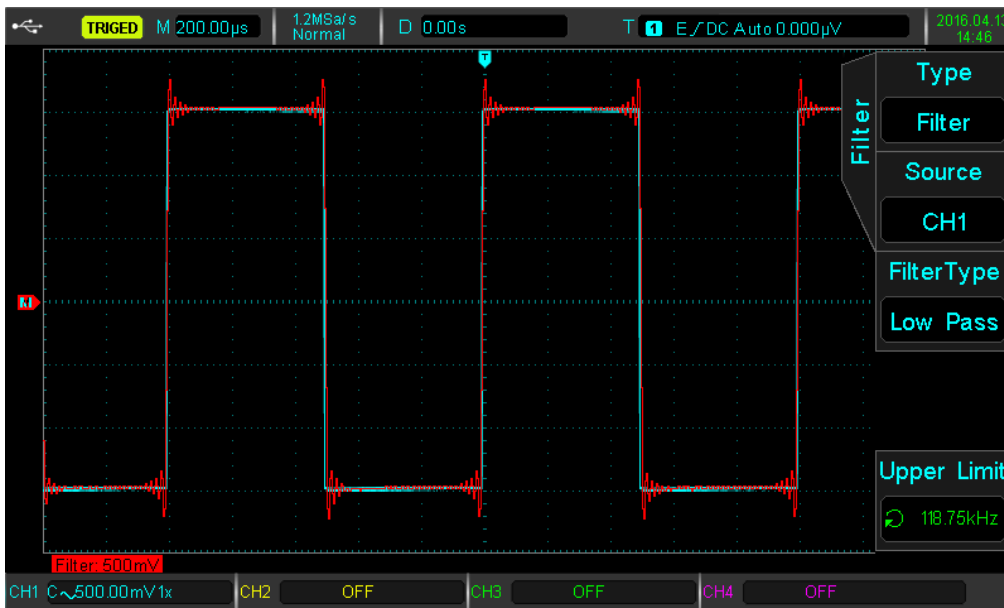 TRIGED M 200.00μs 1.2MSa/s D 0.00s T 1 E DC Auto 0.000μV 2016.04.13
Normal 14:46
T
Type
Filter
Filter
Source
CH1
FilterType
Low Pass
Upper Limit
118.75kHz
Filter: 500mV
CH1 C 500.00mV 1x CH2 OFF CH3 OFF CH4 OFF